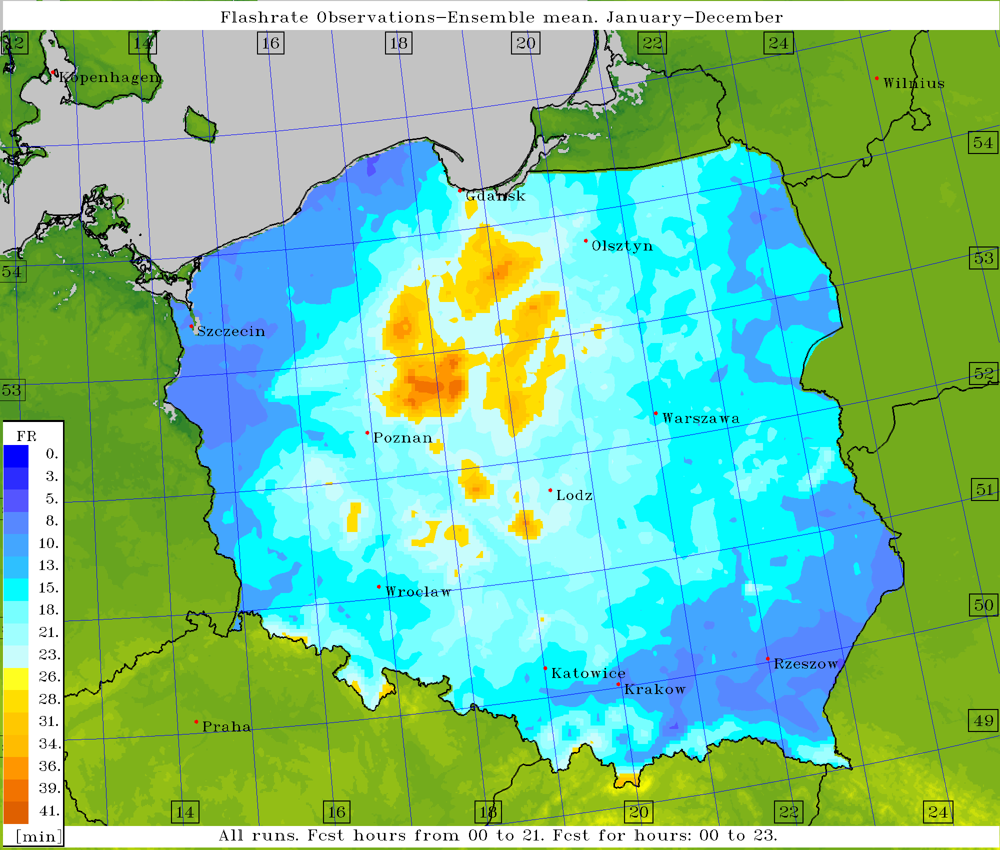 Flashrate Observations-Ensemble mean. January-December
12 14 16 18 20 22 24
Kopenhagen
Wilnius
54
Gdansk
Olsztyn
53
54
Szczecin
52
53
Warszawa
Poznan
FR
0.
3.
5.
8.
10.
13.
15.
18.
21.
23.
26.
28.
31.
34.
36.
39.
41.
[min]
Lodz
51
Wroclaw
50
Rzeszow
Katowice
Krakow
Praha
49
14 16 18 20 22 24
All runs. Fcst hours from 00 to 21. Fcst for hours: 00 to 23.